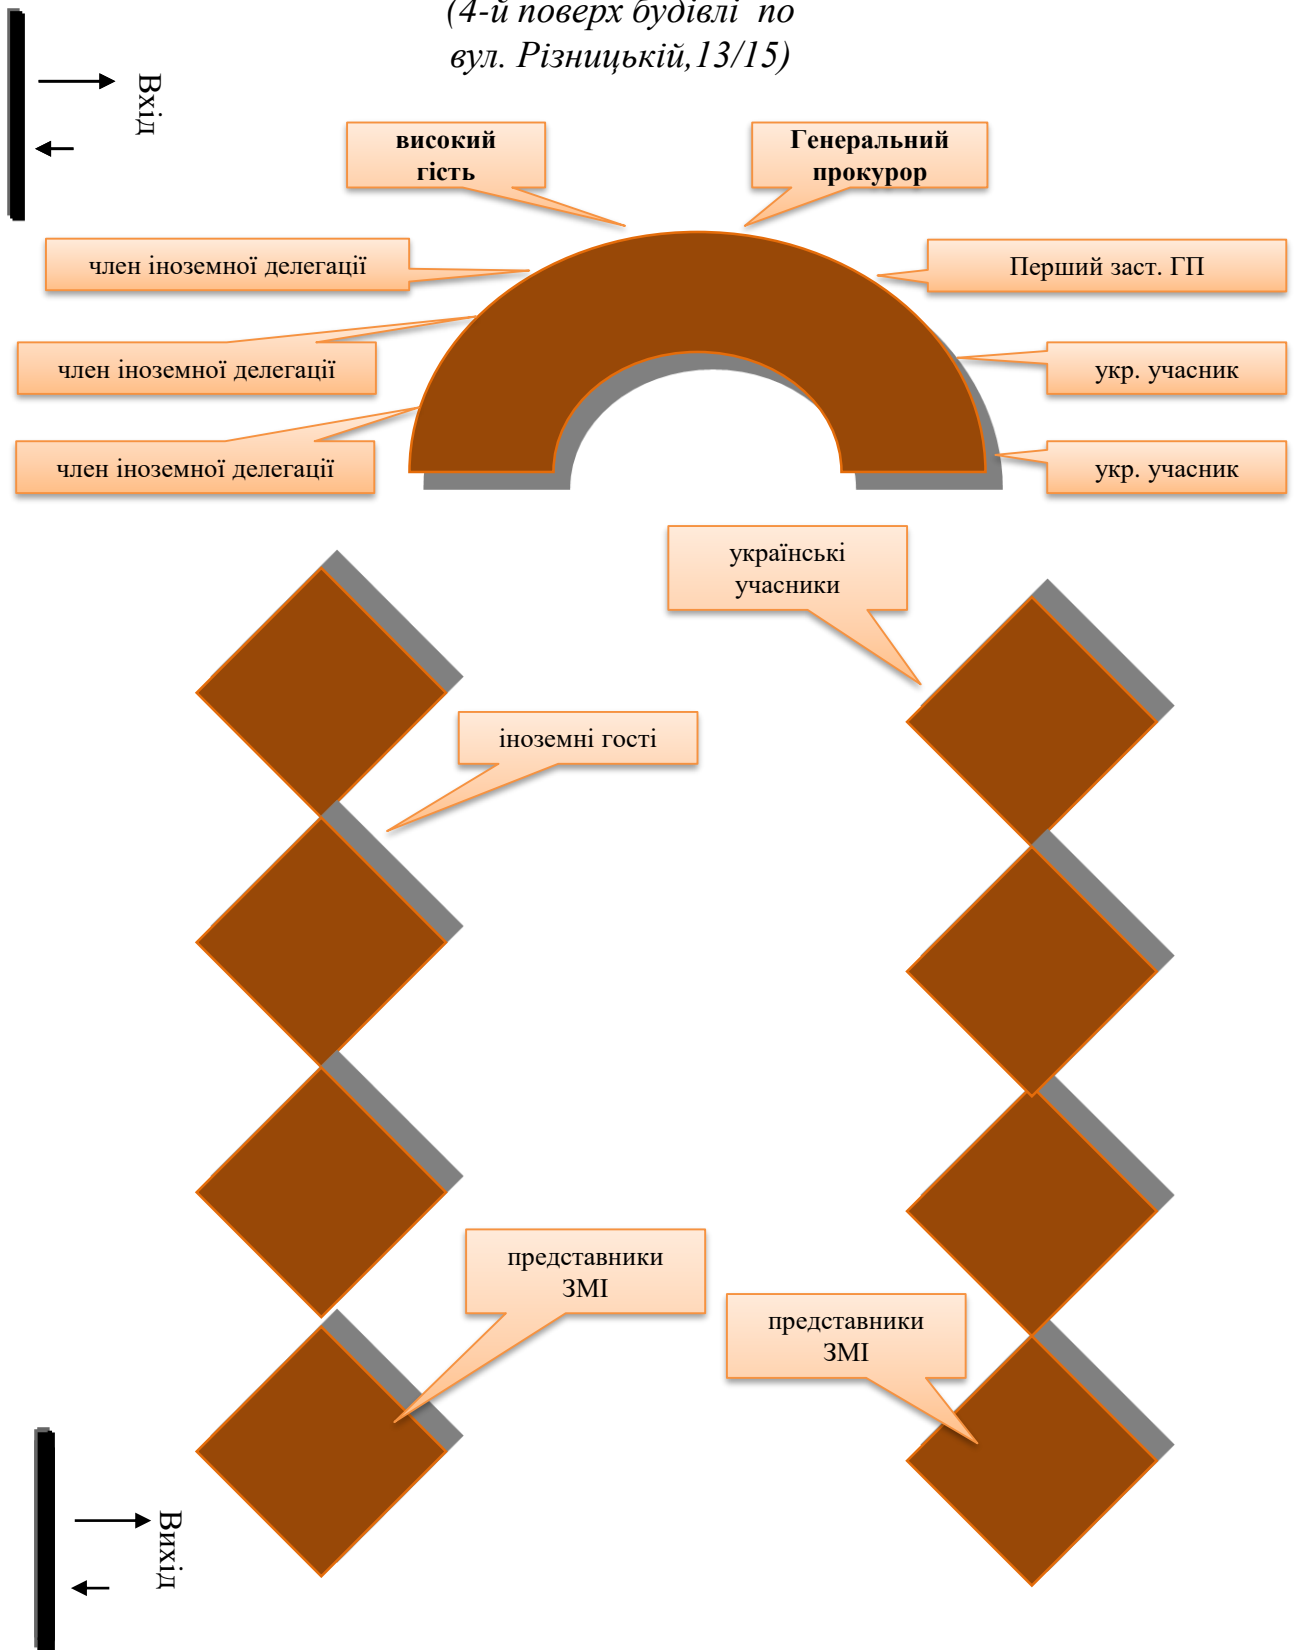 (4-й поверх будівлі по
вул. Різницькій,13/15)
Вхід
високий
гість
Генеральний
прокурор
член іноземної делегації
Перший заст. ГП
член іноземної делегації
укр. учасник
член іноземної делегації
укр. учасник
українські
учасники
іноземні гості
представники
ЗМІ
представники
ЗМІ
Вихід